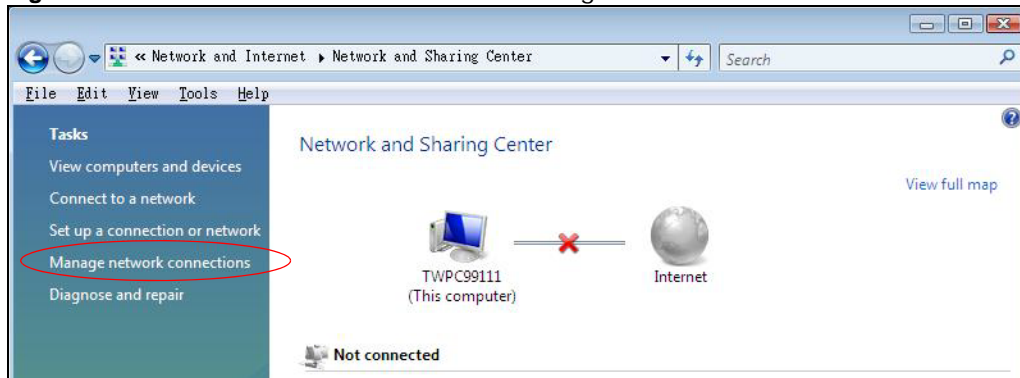 « Network and Internet ▸ Network and Sharing Center
Search
File Edit View Tools Help
Tasks
View computers and devices
Connect to a network
Set up a connection or network
Manage network connections
Diagnose and repair
Network and Sharing Center
View full map
TWPC99111
(This computer)
Internet
Not connected